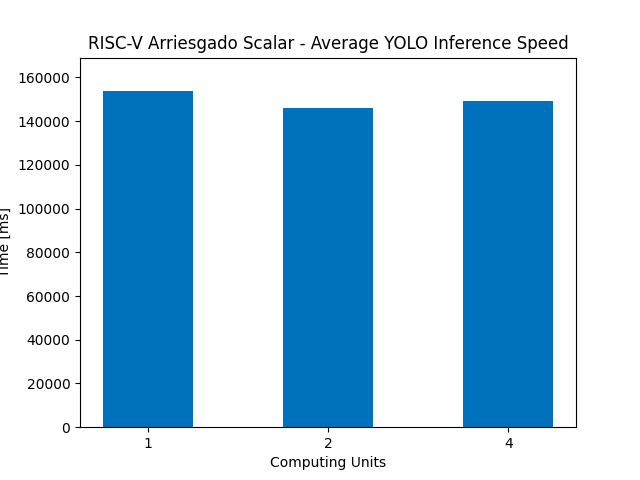 RISC-V Arriesgado Scalar - Average YOLO Inference Speed
160000
140000
120000
100000
80000
60000
40000
20000
0
Time [ms]
1 2 4
Computing Units